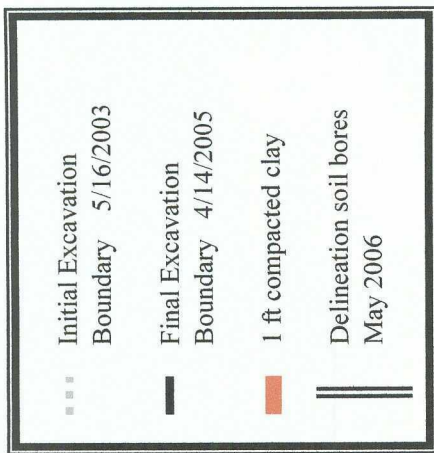 Initial Excavation
Boundary 5/16/2003
Final Excavation
Boundary 4/14/2005
1 ft compacted clay
Delineation soil bores
May 2006